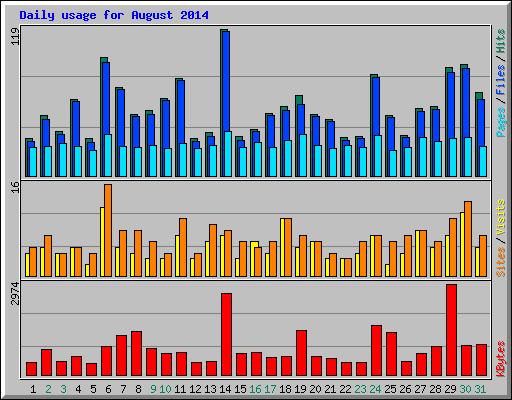 Daily usage for August 2014
119
Pages / Files / Hits
16
Sites / Visits
2974
KBytes
1 2 3 4 5 6 7 8 9 10 11 12 13 14 15 16 17 18 19 20 21 22 23 24 25 26 27 28 29 30 31